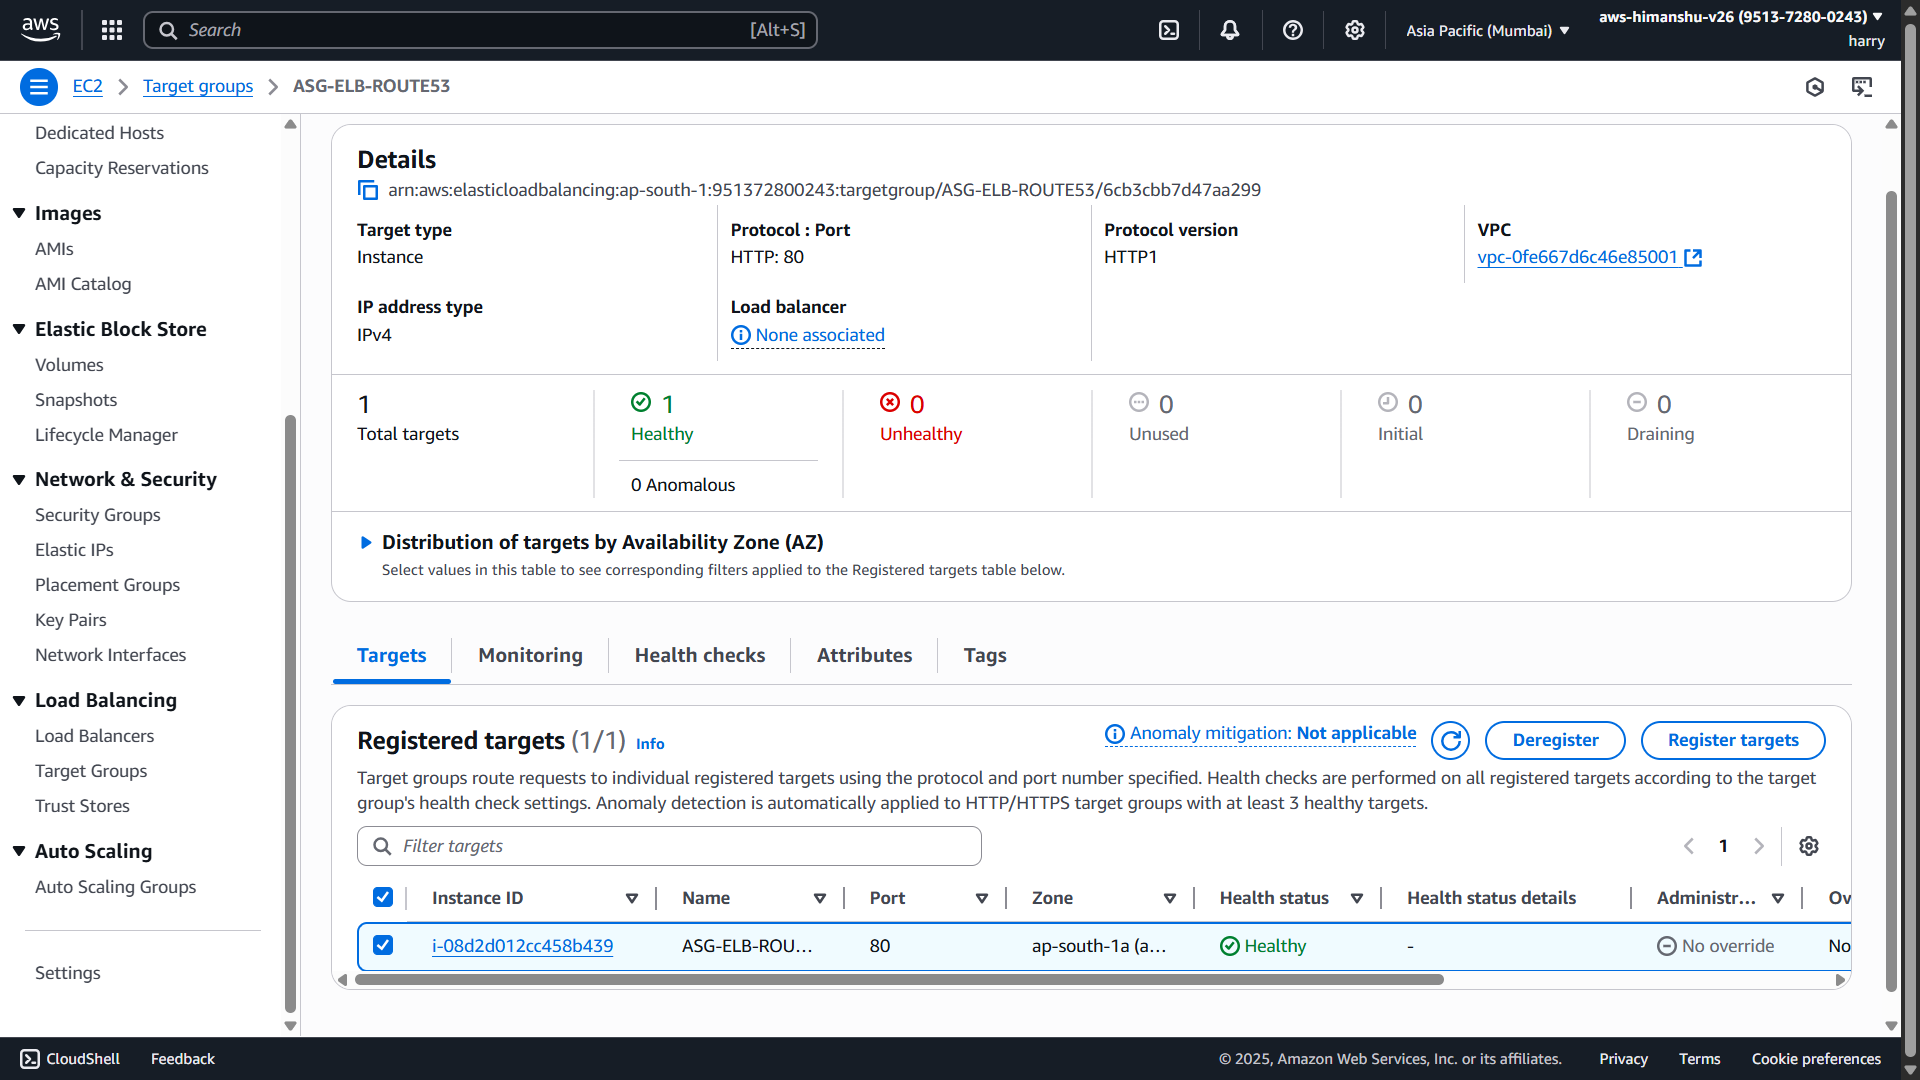 aws
Search [Alt+S]
Asia Pacific (Mumbai)
aws-himanshu-v26 (9513-7280-0243)
harry
EC2
Target groups
ASG-ELB-ROUTE53
Dedicated Hosts
Capacity Reservations
Images
AMIs
AMI Catalog
Elastic Block Store
Volumes
Snapshots
Lifecycle Manager
Network & Security
Security Groups
Elastic IPs
Placement Groups
Key Pairs
Network Interfaces
Load Balancing
Load Balancers
Target Groups
Trust Stores
Auto Scaling
Auto Scaling Groups
Settings
Details
arn:aws:elasticloadbalancing:ap-south-1:951372800243:targetgroup/ASG-ELB-ROUTE53/6cb3cbb7d47aa299
Target type
Instance
Protocol : Port
HTTP: 80
Protocol version
HTTP1
VPC
vpc-0fe667d6c46e85001
IP address type
IPv4
Load balancer
None associated
1
Total targets
1
Healthy
0 Anomalous
0
Unhealthy
0
Unused
0
Initial
0
Draining
Distribution of targets by Availability Zone (AZ)
Select values in this table to see corresponding filters applied to the Registered targets table below.
Targets Monitoring Health checks Attributes Tags
Registered targets (1/1) Info
Anomaly mitigation: Not applicable
Deregister
Register targets
Target groups route requests to individual registered targets using the protocol and port number specified. Health checks are performed on all registered targets according to the target
group's health check settings. Anomaly detection is automatically applied to HTTP/HTTPS target groups with at least 3 healthy targets.
Filter targets
1
Instance ID Name Port Zone Health status Health status details Administr... Ov
i-08d2d012cc458b439 ASG-ELB-ROU... 80 ap-south-1a (a... Healthy - No override No
CloudShell Feedback © 2025, Amazon Web Services, Inc. or its affiliates. Privacy Terms Cookie preferences